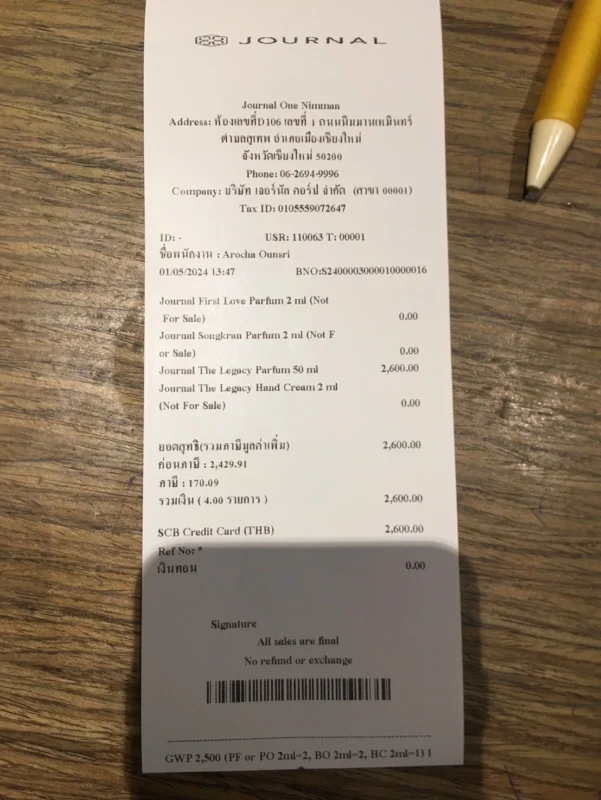 JOURNAL
Journal One Nimman
Address: ห้องเลขที่D106 เลขที่ 1 ถนนนิมมานเหมินทร์
ตำบลสุเทพ อำเภอเมืองเชียงใหม่
จังหวัดเชียงใหม่ 50200
Phone: 06-2694-9996
Company: บริษัท เจอร์นัล คอร์ป จำกัด (สาขา 00001)
Tax ID: 0105559072647
ID: - USR: 110063 T: 00001
ชื่อพนักงาน : Arocha Ounsri
01/05/2024 13:47 BNO:S2400003000010000016
Journal First Love Parfum 2 ml (Not
For Sale) 0.00
Journal Songkran Parfum 2 ml (Not F
or Sale) 0.00
Journal The Legacy Parfum 50 ml 2,600.00
Journal The Legacy Hand Cream 2 ml
(Not For Sale) 0.00
ยอดสุทธิ(รวมภาษีมูลค่าเพิ่ม) 2,600.00
ก่อนภาษี : 2,429.91
ภาษี : 170.09
รวมเงิน ( 4.00 รายการ ) 2,600.00
SCB Credit Card (THB) 2,600.00
Ref No: *
เงินทอน 0.00
Signature
All sales are final
No refund or exchange
GWP 2,500 (PF or PO 2ml=2, BO 2ml=2, HC 2ml=1) 1